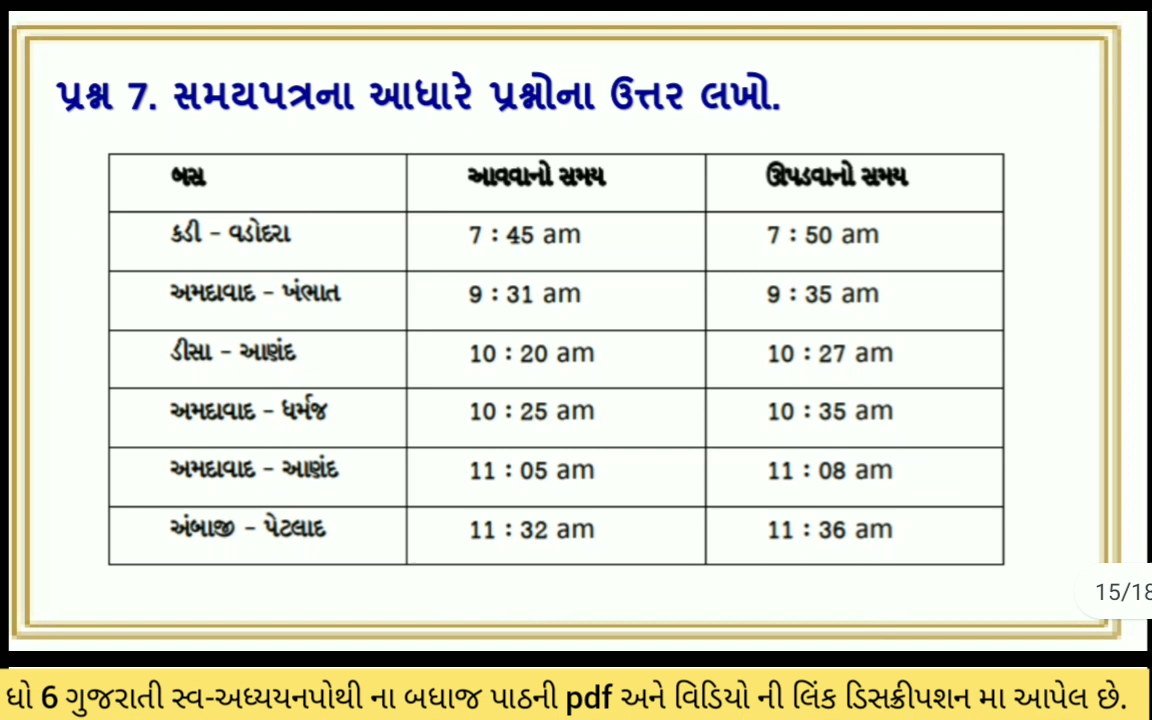 પ્રશ્ન 7. સમયપત્રના આધારે પ્રશ્નોના ઉત્તર લખો.
બસ આવવાનો સમય ઊપડવાનો સમય
કડી - વડોદરા 7 : 45 am 7 : 50 am
અમદાવાદ - ખંભાત 9 : 31 am 9 : 35 am
ડીસા - આણંદ 10 : 20 am 10 : 27 am
અમદાવાદ - ધર્મજ 10 : 25 am 10 : 35 am
અમદાવાદ - આણંદ 11 : 05 am 11 : 08 am
અંબાજી - પેટલાદ 11 : 32 am 11 : 36 am
15/18
ધો 6 ગુજરાતી સ્વ-અધ્યયનપોથી ના બધાજ પાઠની pdf અને વિડિયો ની લિંક ડિસક્રીપશન મા આપેલ છે.